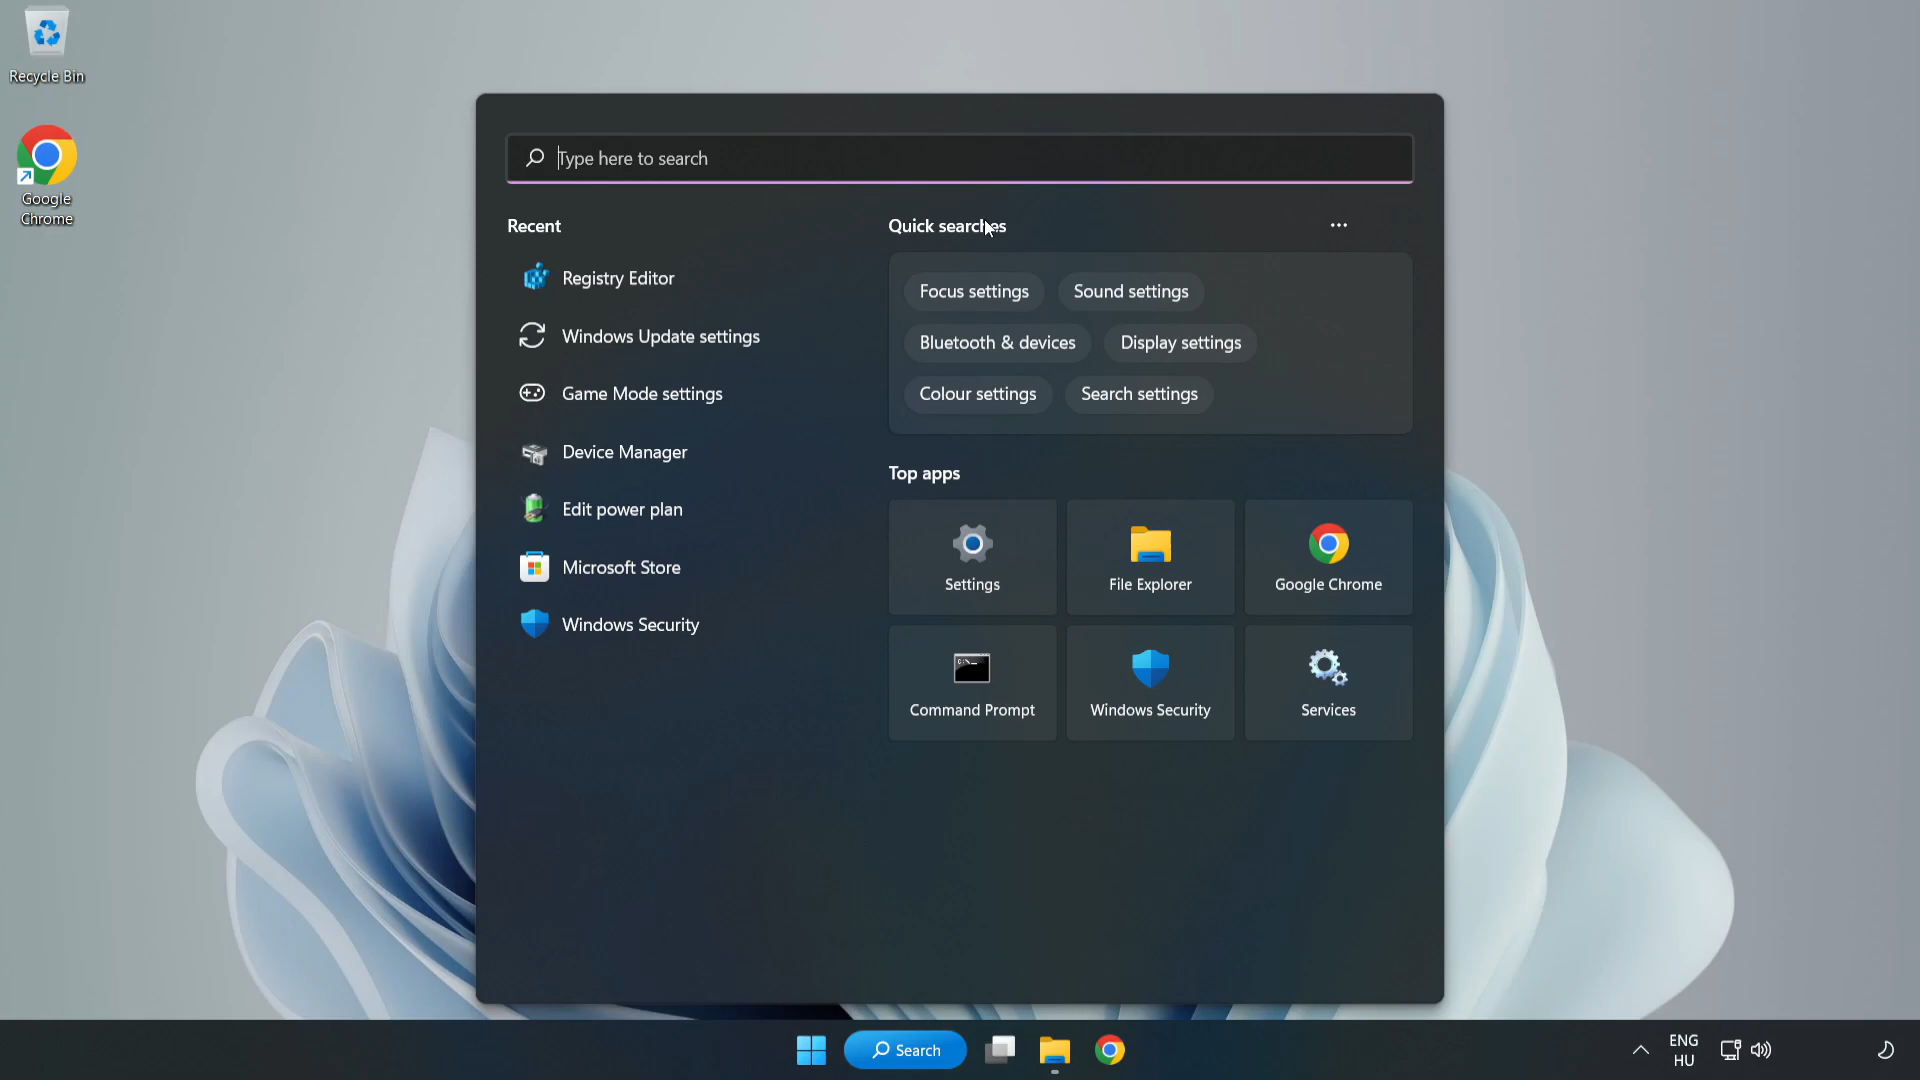 Recycle Bin
Google
Chrome
Type here to search
Recent
Registry Editor
Windows Update settings
Game Mode settings
Device Manager
Edit power plan
Microsoft Store
Windows Security
Quick searches
Focus settings
Sound settings
Bluetooth & devices
Display settings
Colour settings
Search settings
Top apps
Settings
File Explorer
Google Chrome
Command Prompt
Windows Security
Services
Search
ENG
HU